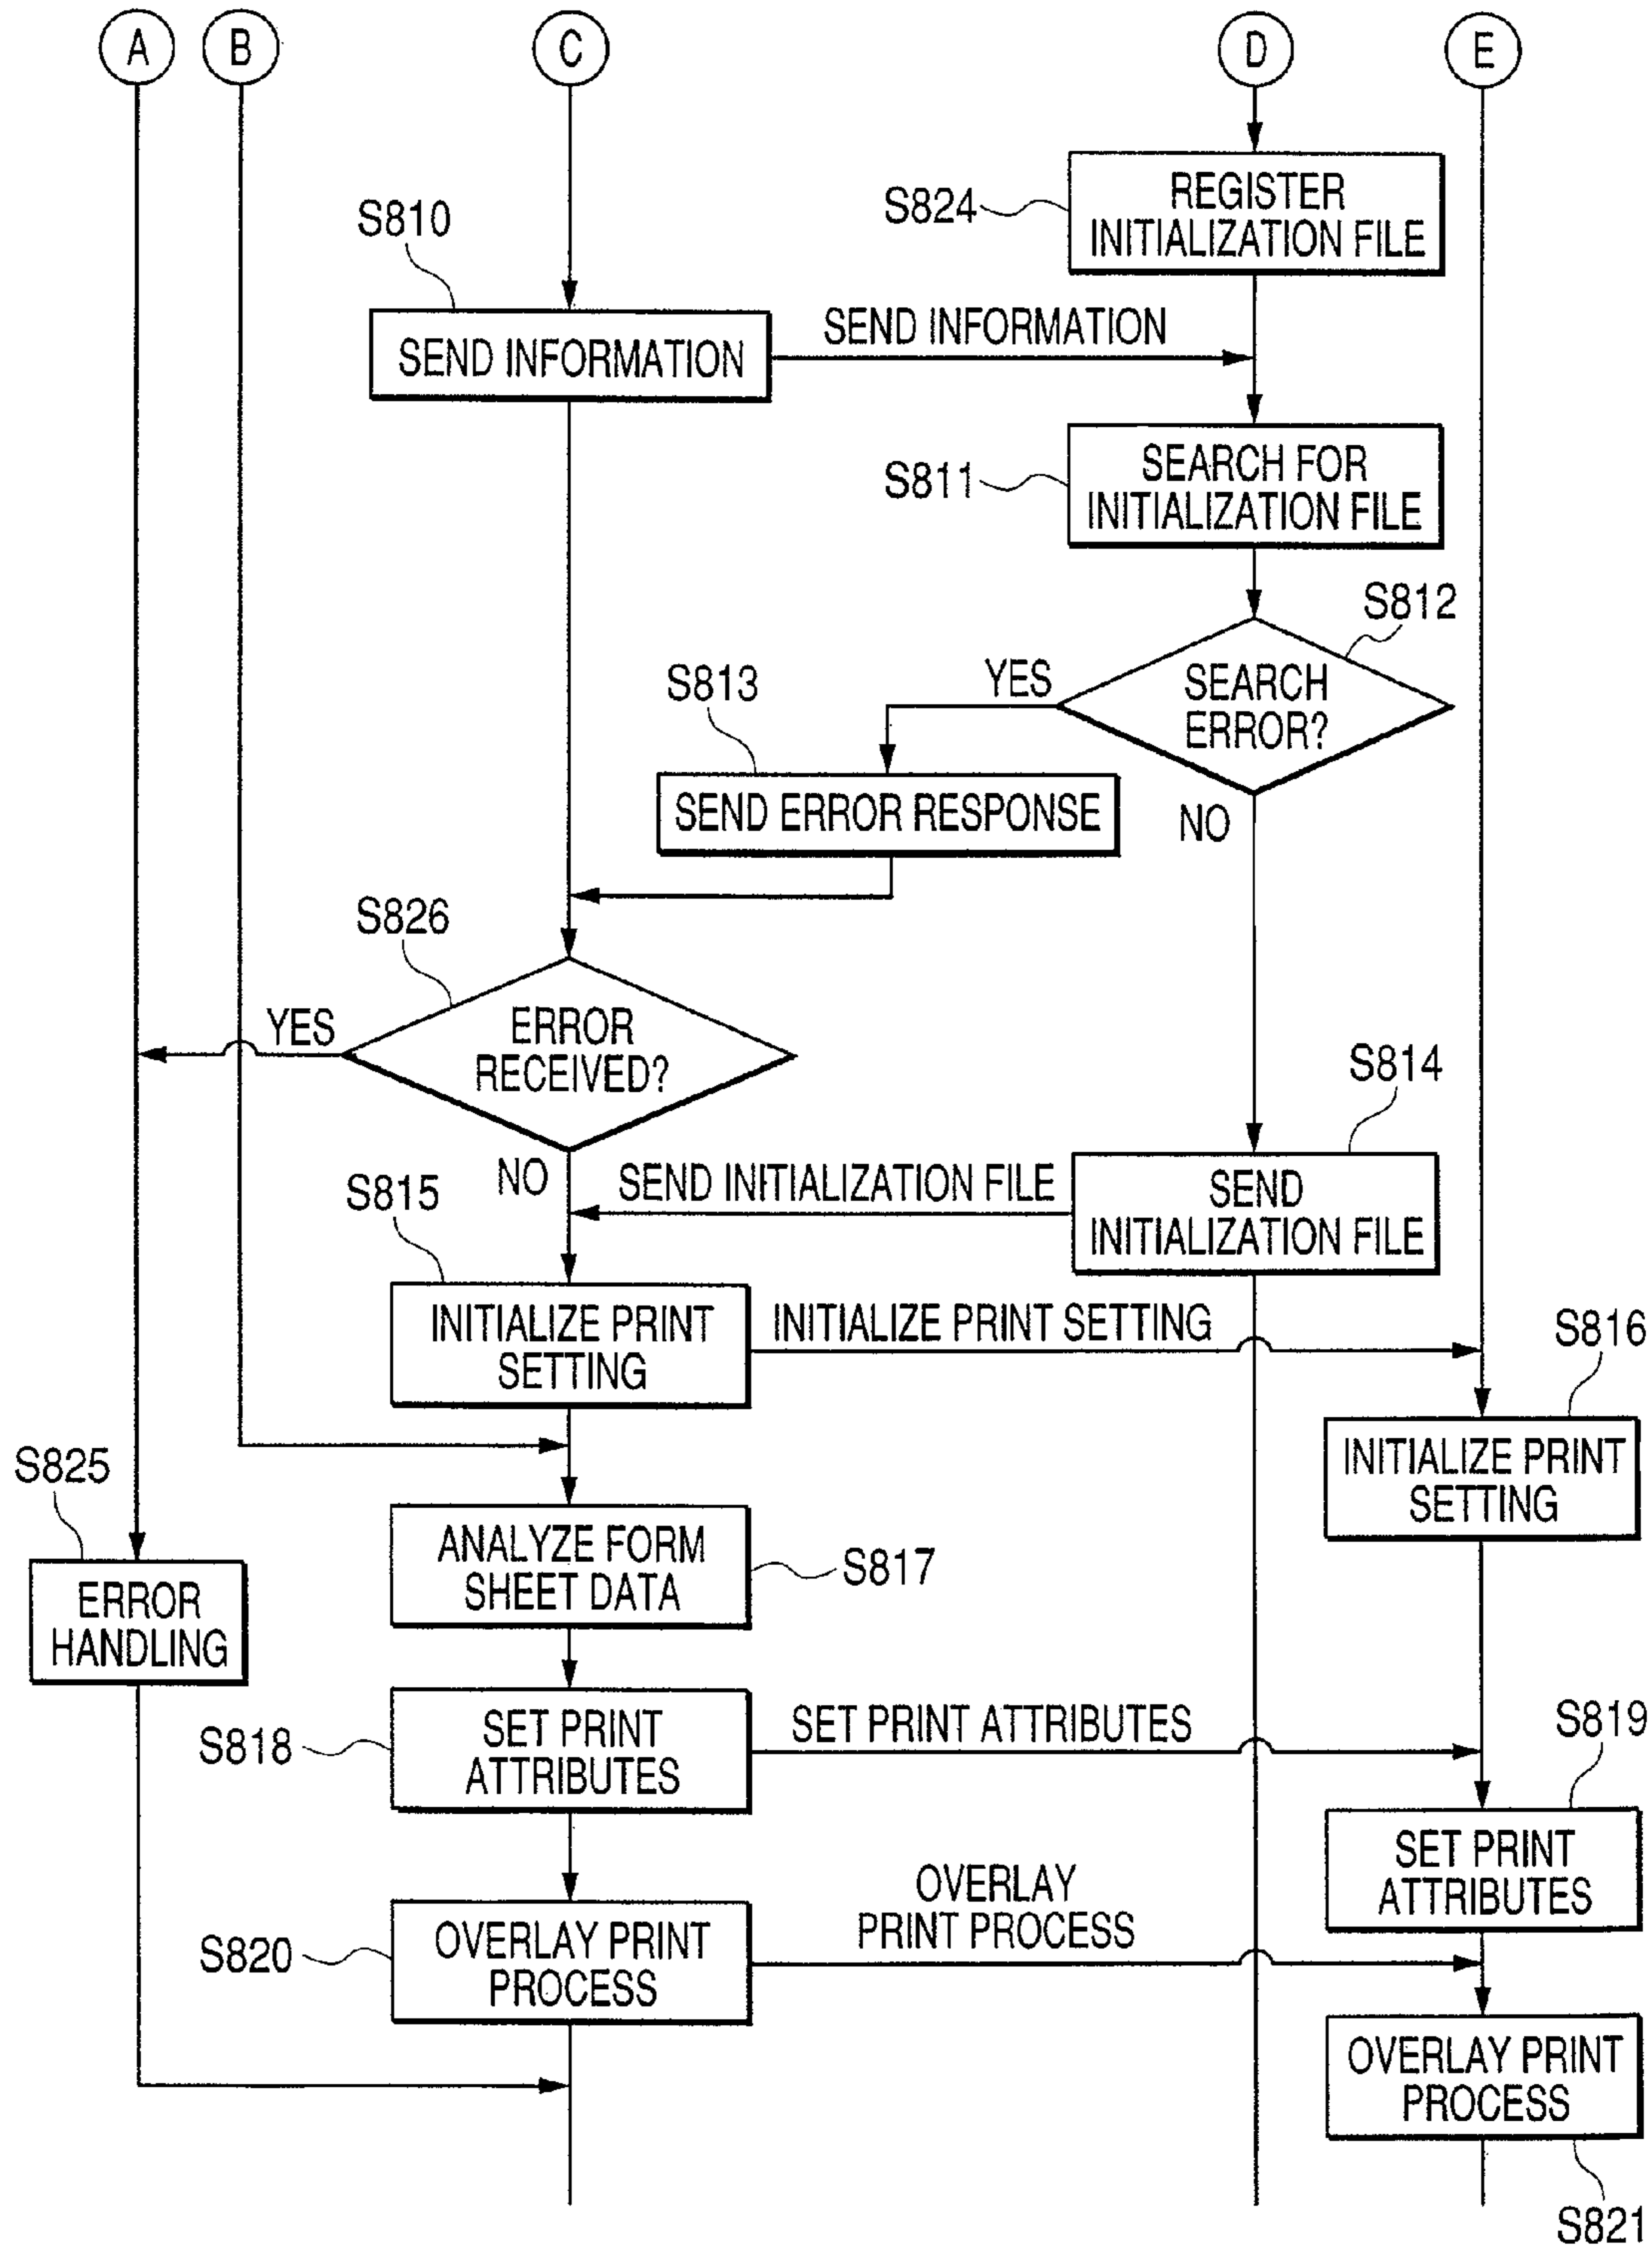 A
B
C
D
E
S824
REGISTER
INITIALIZATION FILE
S810
SEND INFORMATION
SEND INFORMATION
S811
SEARCH FOR
INITIALIZATION FILE
S812
SEARCH
ERROR?
YES
NO
S813
SEND ERROR RESPONSE
S826
ERROR
RECEIVED?
YES
NO
S814
SEND
INITIALIZATION FILE
SEND INITIALIZATION FILE
S815
INITIALIZE PRINT
SETTING
INITIALIZE PRINT SETTING
S816
INITIALIZE PRINT
SETTING
S825
ERROR
HANDLING
ANALYZE FORM
SHEET DATA
S817
S818
SET PRINT
ATTRIBUTES
SET PRINT ATTRIBUTES
S819
SET PRINT
ATTRIBUTES
S820
OVERLAY PRINT
PROCESS
OVERLAY
PRINT PROCESS
OVERLAY PRINT
PROCESS
S821